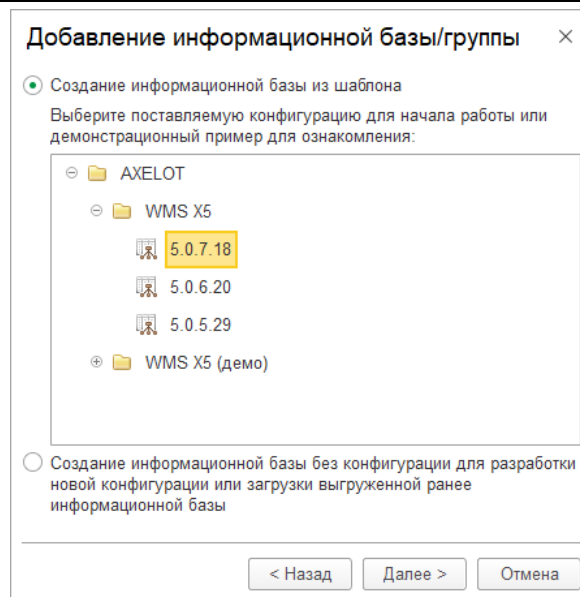 Добавление информационной базы/группы
Создание информационной базы из шаблона
Выберите поставляемую конфигурацию для начала работы или
демонстрационный пример для ознакомления:
AXELOT
WMS X5
5.0.7.18
5.0.6.20
5.0.5.29
WMS X5 (демо)
Создание информационной базы без конфигурации для разработки
новой конфигурации или загрузки выгруженной ранее
информационной базы
< Назад Далее > Отмена